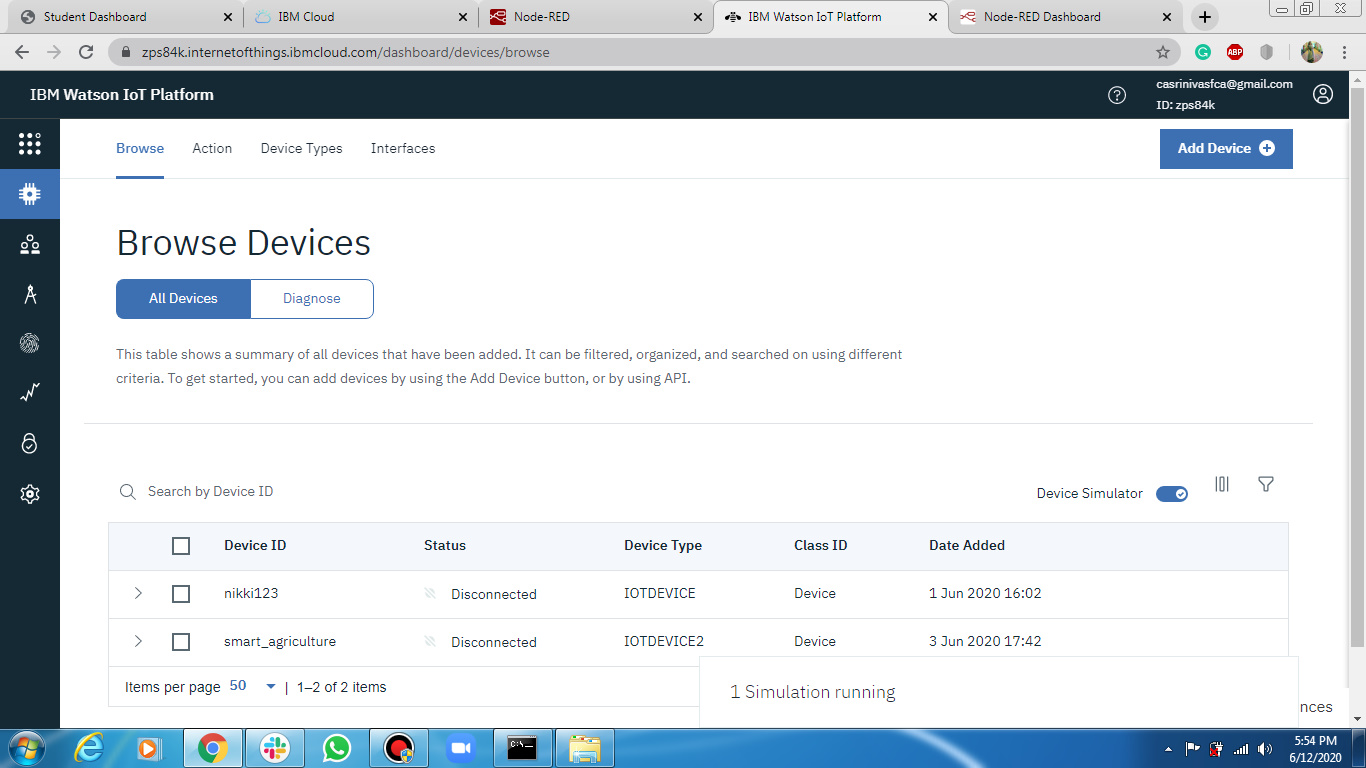 Student Dashboard
IBM Cloud
Node-RED
IBM Watson IoT Platform
Node-RED Dashboard
zps84k.internetofthings.ibmcloud.com/dashboard/devices/browse
ABP
IBM Watson IoT Platform
casrinivasfca@gmail.com
ID: zps84k
Browse Action Device Types Interfaces
Add Device
Browse Devices
All Devices Diagnose
This table shows a summary of all devices that have been added. It can be filtered, organized, and searched on using different
criteria. To get started, you can add devices by using the Add Device button, or by using API.
Search by Device ID
Device Simulator
Device ID Status Device Type Class ID Date Added
nikki123 Disconnected IOTDEVICE Device 1 Jun 2020 16:02
smart_agriculture Disconnected IOTDEVICE2 Device 3 Jun 2020 17:42
Items per page 50 | 1–2 of 2 items
1 Simulation running
nces
C:\._
5:54 PM
6/12/2020